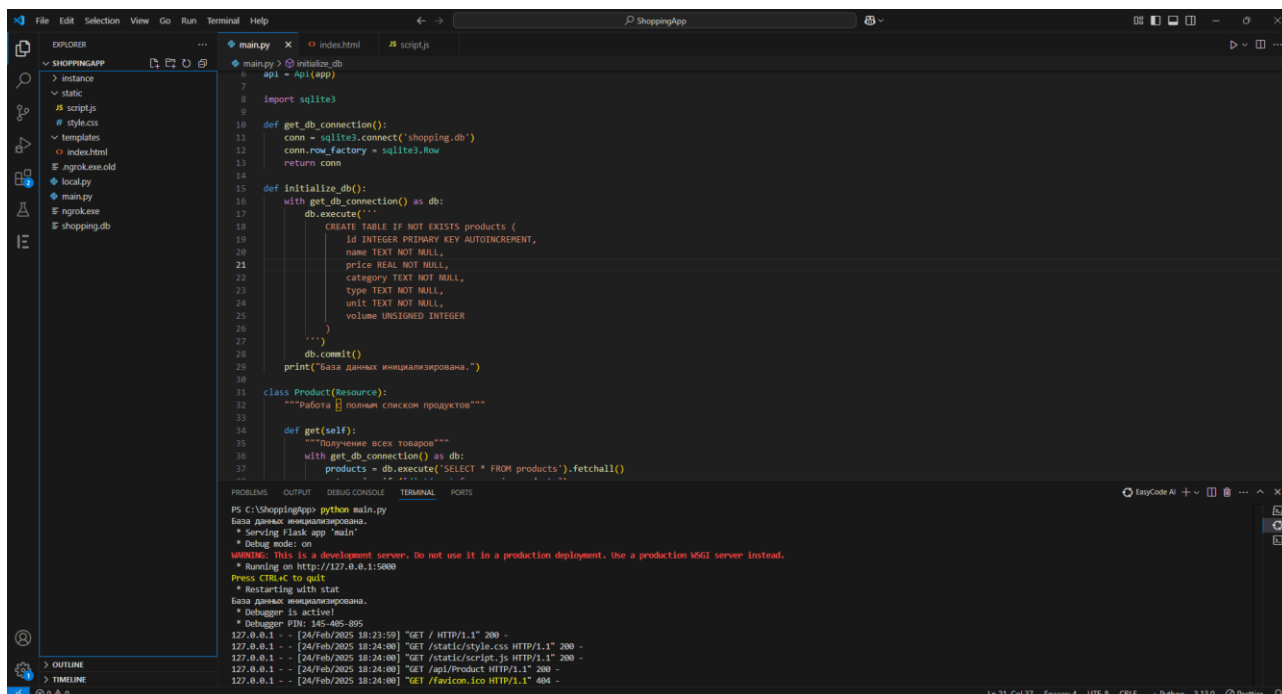 File Edit Selection View Go Run Terminal Help
ShoppingApp
EXPLORER
SHOPPINGAPP
instance
static
JS script.js
# style.css
templates
index.html
.ngrok.exe.old
local.py
main.py
ngrok.exe
shopping.db
OUTLINE
TIMELINE
main.py
index.html
JS script.js
main.py > initialize_db
6 api = Api(app)
7
8 import sqlite3
9
10 def get_db_connection():
11 conn = sqlite3.connect('shopping.db')
12 conn.row_factory = sqlite3.Row
13 return conn
14
15 def initialize_db():
16 with get_db_connection() as db:
17 db.execute('''
18 CREATE TABLE IF NOT EXISTS products (
19 id INTEGER PRIMARY KEY AUTOINCREMENT,
20 name TEXT NOT NULL,
21 price REAL NOT NULL,
22 category TEXT NOT NULL,
23 type TEXT NOT NULL,
24 unit TEXT NOT NULL,
25 volume UNSIGNED INTEGER
26 )
27 ''')
28 db.commit()
29 print("База данных инициализирована.")
30
31 class Product(Resource):
32 """Работа с полным списком продуктов"""
33
34 def get(self):
35 """Получение всех товаров"""
36 with get_db_connection() as db:
37 products = db.execute('SELECT * FROM products').fetchall()
PROBLEMS OUTPUT DEBUG CONSOLE TERMINAL PORTS
EasyCode AI
PS C:\ShoppingApp> python main.py
База данных инициализирована.
* Serving Flask app 'main'
* Debug mode: on
WARNING: This is a development server. Do not use it in a production deployment. Use a production WSGI server instead.
* Running on http://127.0.0.1:5000
Press CTRL+C to quit
* Restarting with stat
База данных инициализирована.
* Debugger is active!
* Debugger PIN: 145-405-895
127.0.0.1 - - [24/Feb/2025 18:23:59] "GET / HTTP/1.1" 200 -
127.0.0.1 - - [24/Feb/2025 18:24:00] "GET /static/style.css HTTP/1.1" 200 -
127.0.0.1 - - [24/Feb/2025 18:24:00] "GET /static/script.js HTTP/1.1" 200 -
127.0.0.1 - - [24/Feb/2025 18:24:00] "GET /api/Product HTTP/1.1" 200 -
127.0.0.1 - - [24/Feb/2025 18:24:00] "GET /favicon.ico HTTP/1.1" 404 -